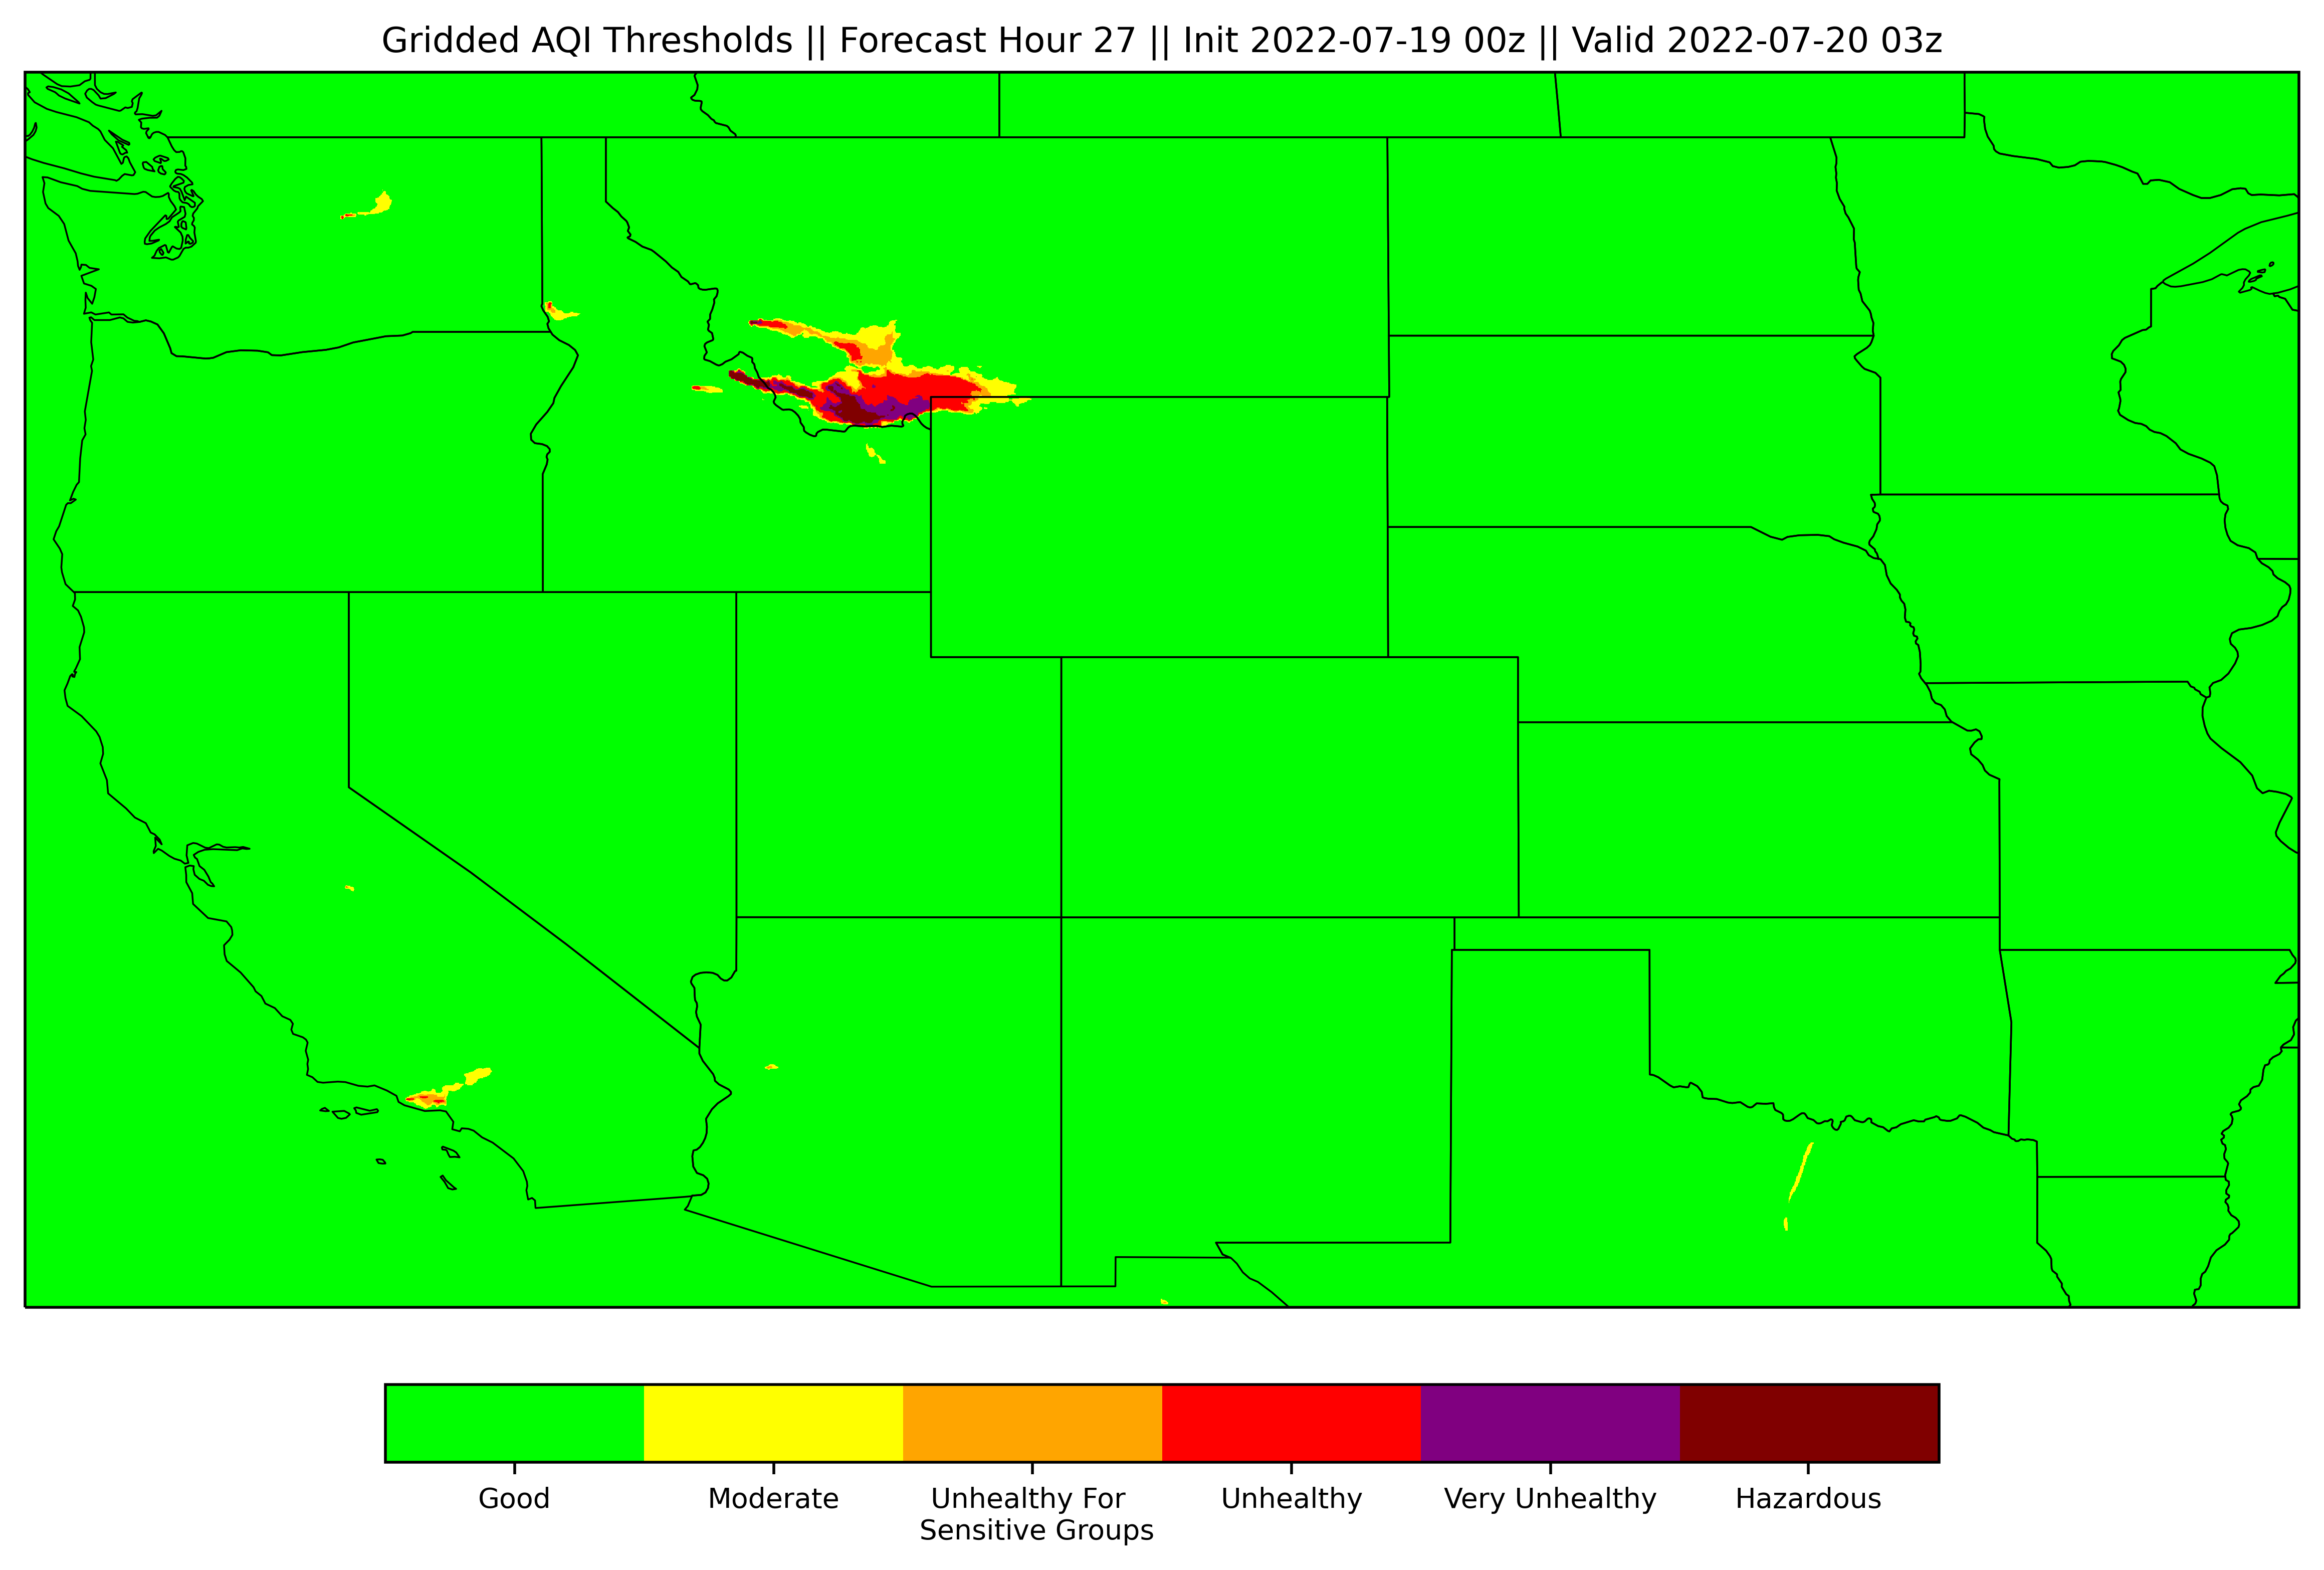 Gridded AQI Thresholds || Forecast Hour 27 || Init 2022-07-19 00z || Valid 2022-07-20 03z
Good Moderate Unhealthy For Unhealthy Very Unhealthy Hazardous
Sensitive Groups